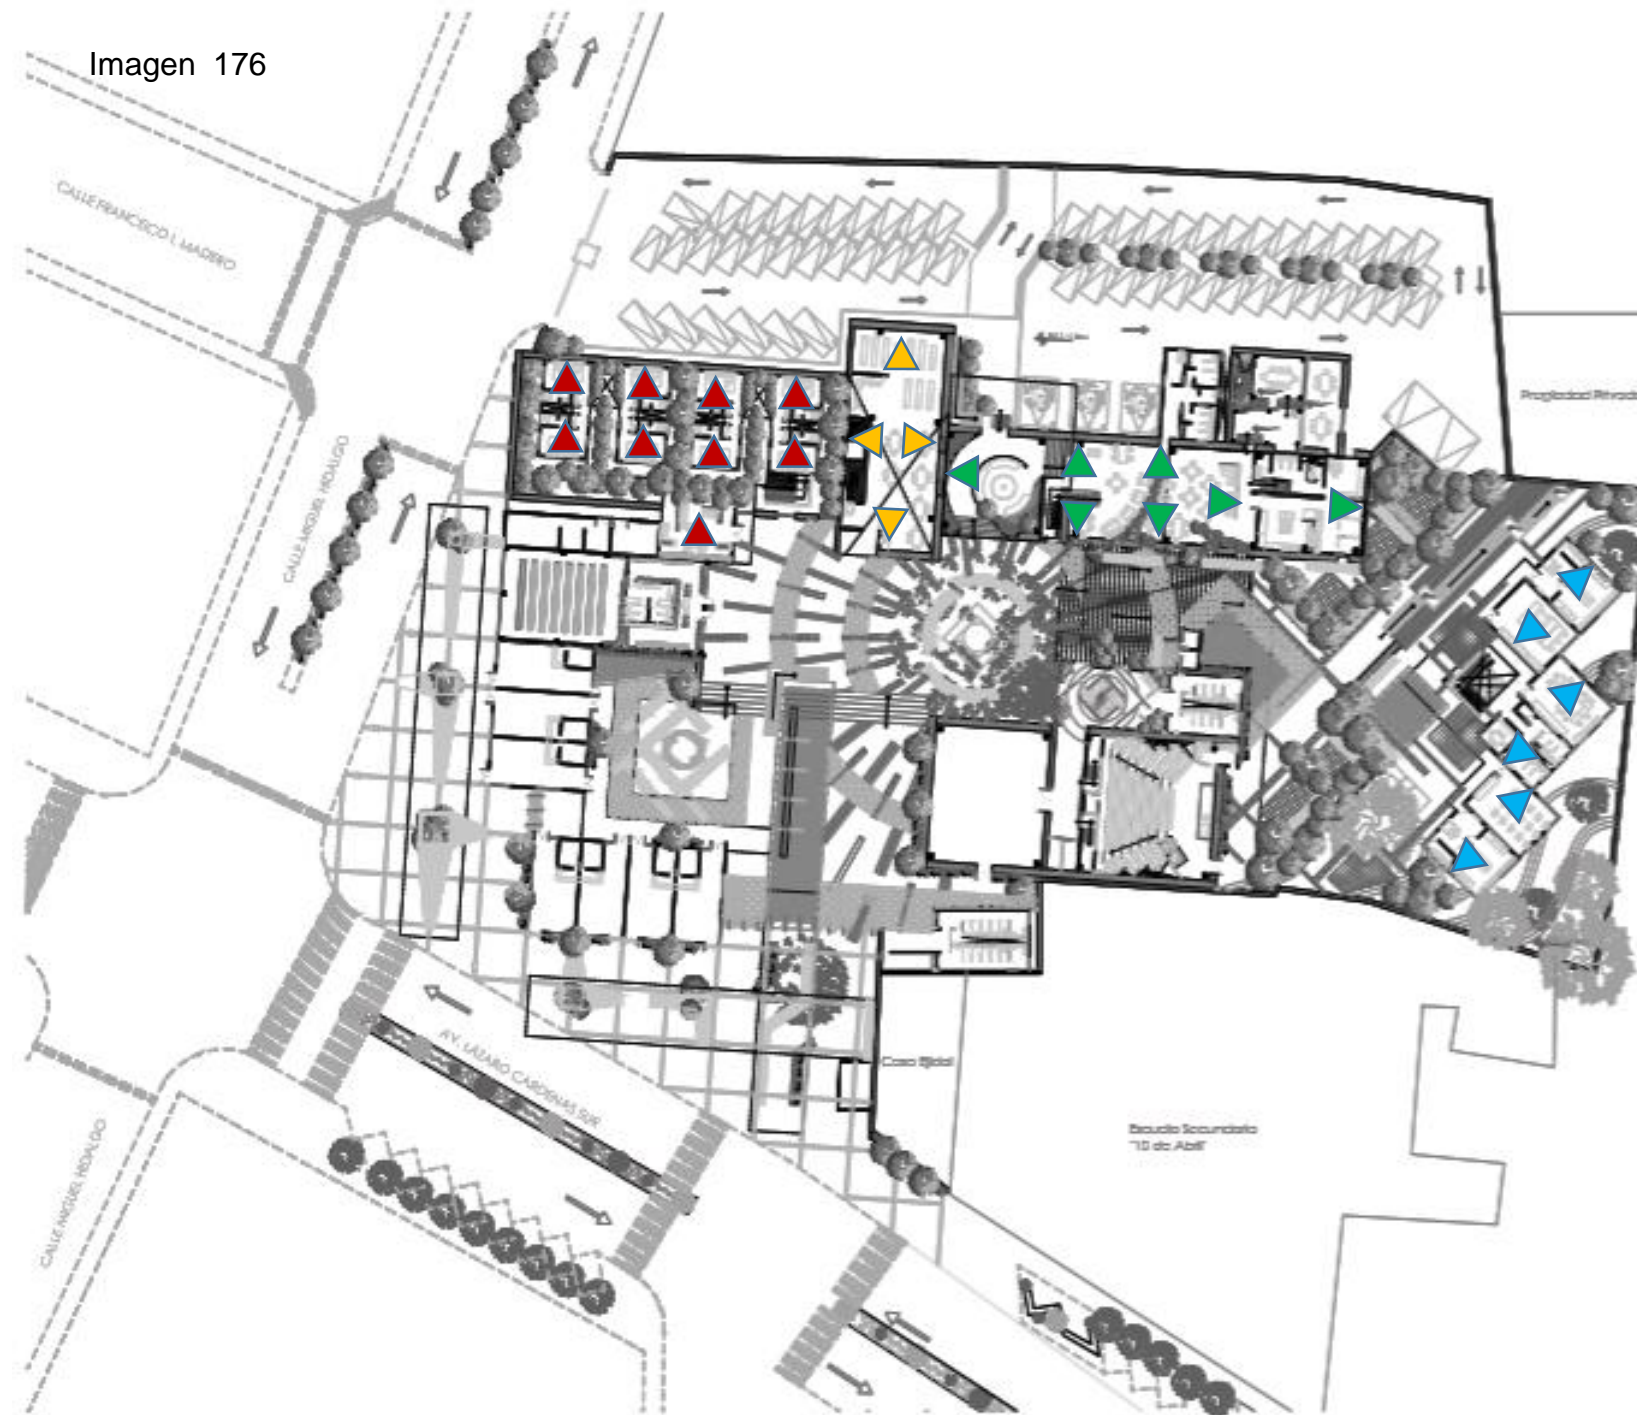 Imagen 176
CALLE FRANCISCO I. MADERO
CALLE MIGUEL HIDALGO
Propiedad Privada
AV. LAZARO CARDENAS SUR
Casa Ejidal
Escuela Secundaria
"10 de Abril"
CALLE MIGUEL HIDALGO